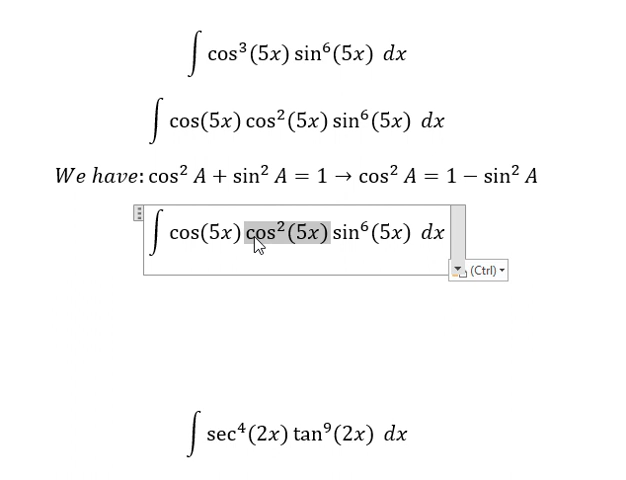 ∫ cos³(5x) sin⁶(5x) dx
∫ cos(5x) cos²(5x) sin⁶(5x) dx
We have: cos² A + sin² A = 1 → cos² A = 1 − sin² A
∫ cos(5x) cos²(5x) sin⁶(5x) dx
(Ctrl)
∫ sec⁴(2x) tan⁹(2x) dx